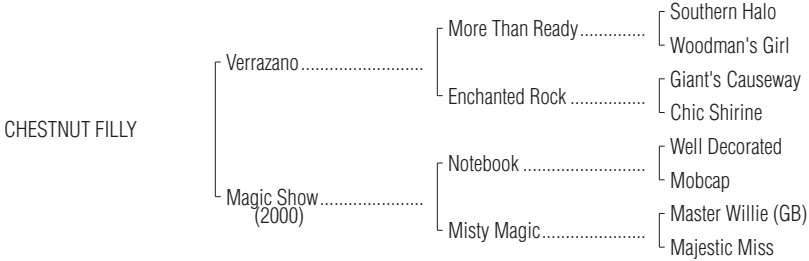 Southern Halo
More Than Ready..............
Woodman's Girl
Verrazano..........................
Giant's Causeway
Enchanted Rock ................
Chic Shirine
CHESTNUT FILLY
Well Decorated
Notebook ..........................
Mobcap
Magic Show......................
(2000)
Master Willie (GB)
Misty Magic......................
Majestic Miss